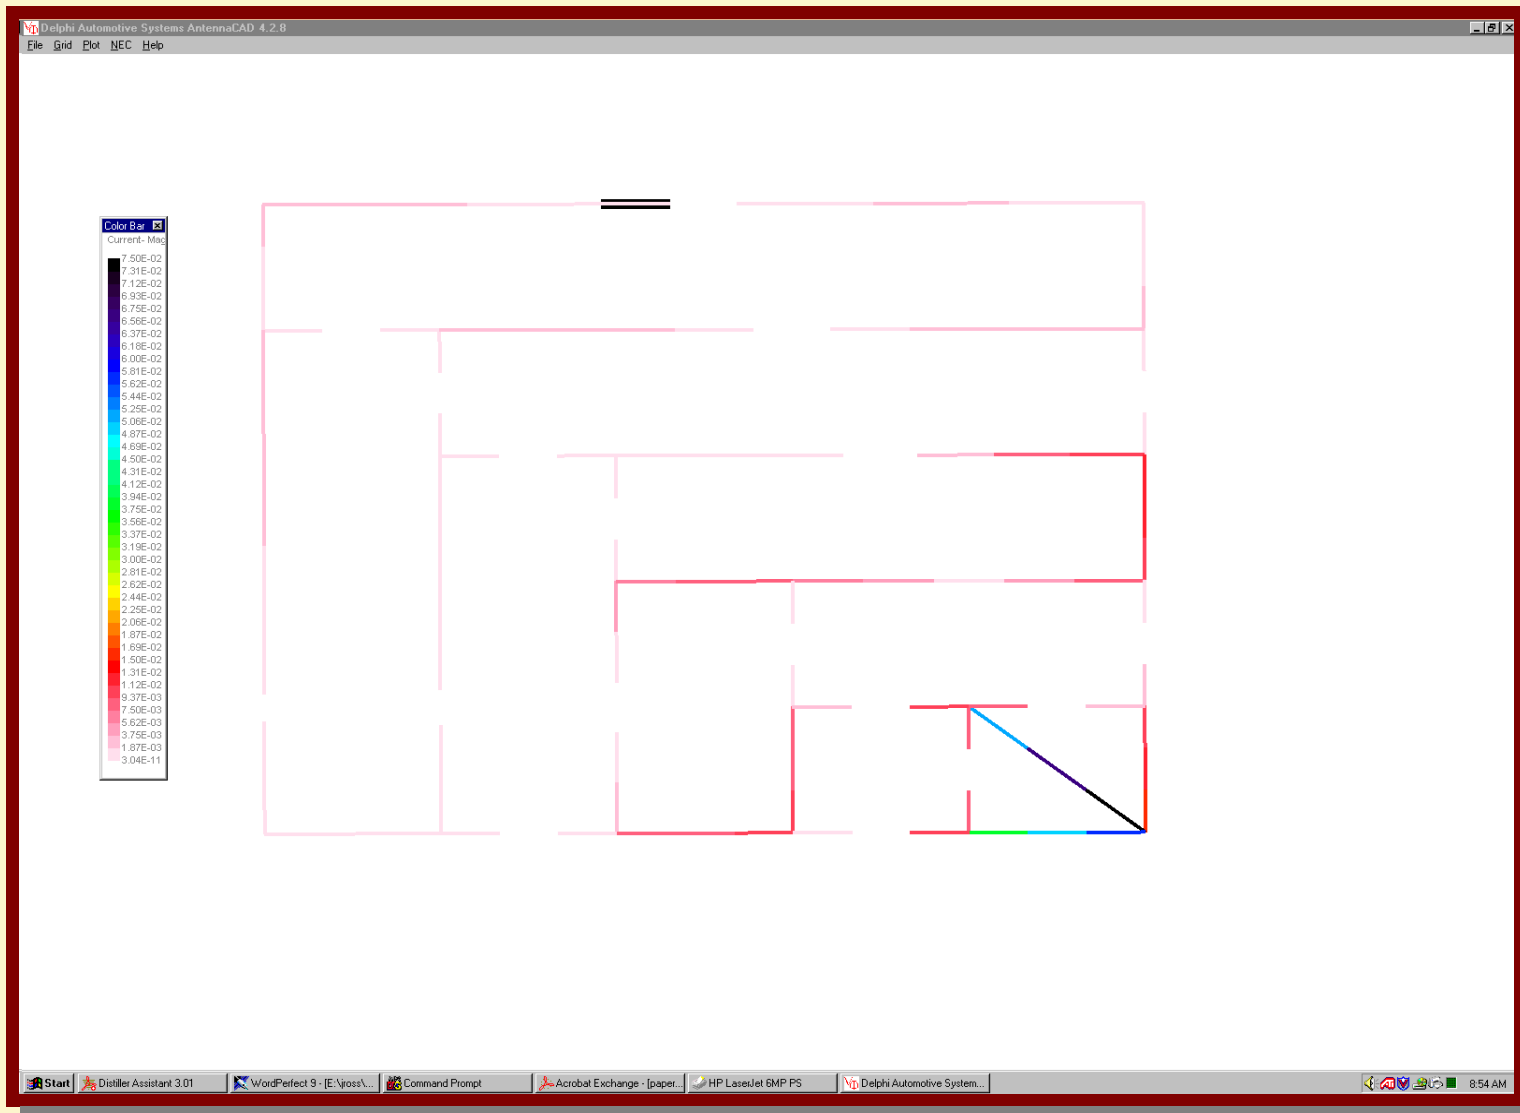 Delphi Automotive Systems AntennaCAD 4.2.8
File Grid Plot NEC Help
Color Bar
Current- Mag
7.50E-02
7.31E-02
7.12E-02
6.93E-02
6.75E-02
6.56E-02
6.37E-02
6.18E-02
6.00E-02
5.81E-02
5.62E-02
5.44E-02
5.25E-02
5.06E-02
4.87E-02
4.69E-02
4.50E-02
4.31E-02
4.12E-02
3.94E-02
3.75E-02
3.56E-02
3.37E-02
3.19E-02
3.00E-02
2.81E-02
2.62E-02
2.44E-02
2.25E-02
2.06E-02
1.87E-02
1.69E-02
1.50E-02
1.31E-02
1.12E-02
9.37E-03
7.50E-03
5.62E-03
3.75E-03
1.87E-03
3.04E-11
Start Distiller Assistant 3.01 WordPerfect 9 - [E:\jross\... Command Prompt Acrobat Exchange - [paper... HP LaserJet 6MP PS Delphi Automotive System... 8:54 AM